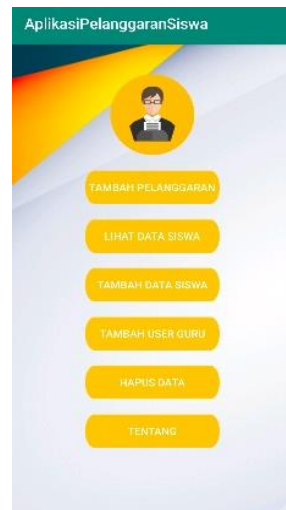 AplikasiPelanggaranSiswa
TAMBAH PELANGGARAN
LIHAT DATA SISWA
TAMBAH DATA SISWA
TAMBAH USER GURU
HAPUS DATA
TENTANG